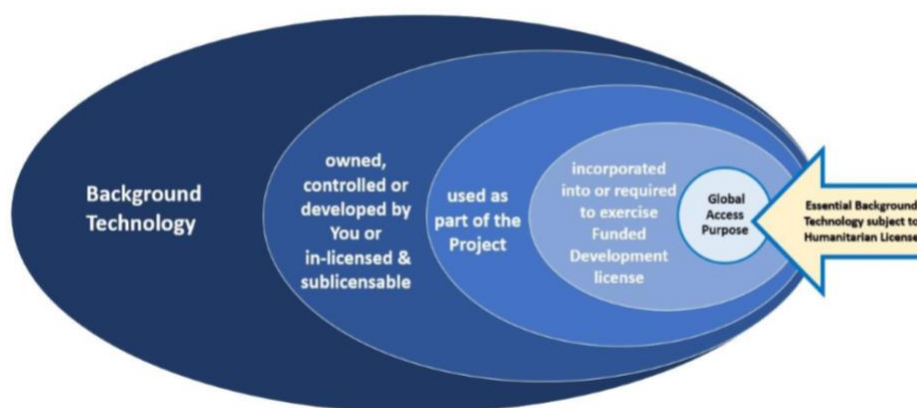 Background
Technology
owned,
controlled or
developed by
You or
in-licensed &
sublicensable
used as
part of the
Project
incorporated
into or required
to exercise
Funded
Development
license
Global
Access
Purpose
Essential Background
Technology subject to
Humanitarian License